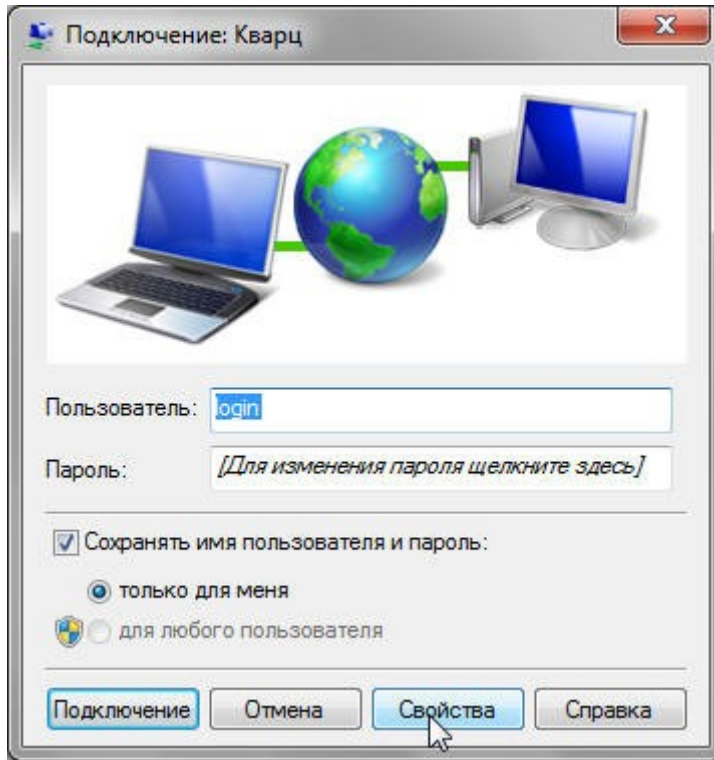 Подключение: Кварц
Пользователь: login
Пароль: [Для изменения пароля щелкните здесь]
Сохранять имя пользователя и пароль:
только для меня
для любого пользователя
Подключение Отмена Свойства Справка